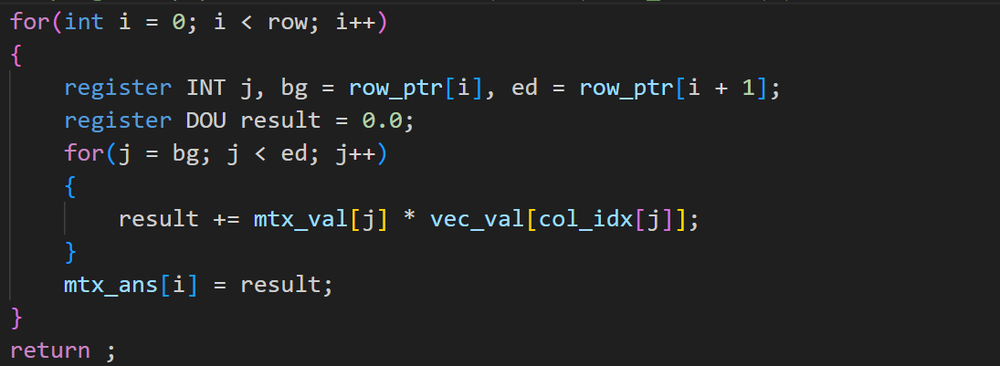 for(int i = 0; i < row; i++)
{
    register INT j, bg = row_ptr[i], ed = row_ptr[i + 1];
    register DOU result = 0.0;
    for(j = bg; j < ed; j++)
    {
        result += mtx_val[j] * vec_val[col_idx[j]];
    }
    mtx_ans[i] = result;
}
return ;